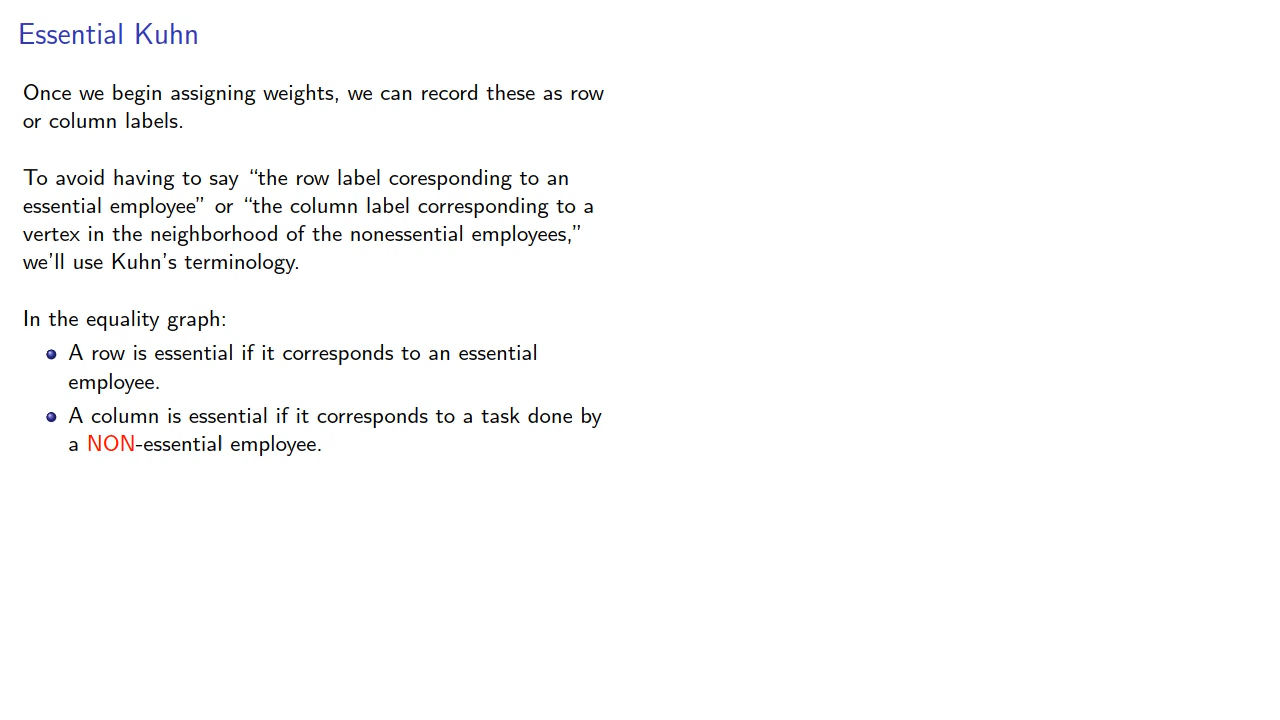 Essential Kuhn
Once we begin assigning weights, we can record these as row
or column labels.
To avoid having to say “the row label coresponding to an
essential employee” or “the column label corresponding to a
vertex in the neighborhood of the nonessential employees,”
we’ll use Kuhn’s terminology.
In the equality graph:
A row is essential if it corresponds to an essential
employee.
A column is essential if it corresponds to a task done by
a NON-essential employee.